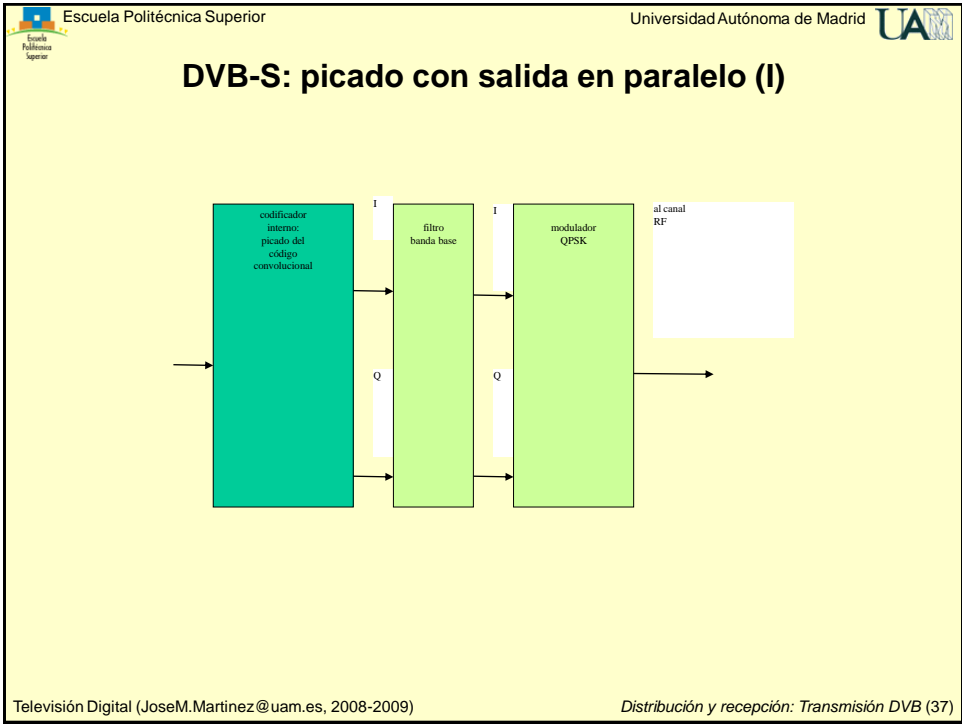 Escuela Politécnica Superior
Universidad Autónoma de Madrid
UAM
Escuela
Politécnica
Superior
DVB-S: picado con salida en paralelo (I)
codificador
interno:
picado del
código
convolucional
I
filtro
banda base
I
modulador
QPSK
al canal
RF
Q
Q
Televisión Digital (JoseM.Martinez@uam.es, 2008-2009)
Distribución y recepción: Transmisión DVB (37)